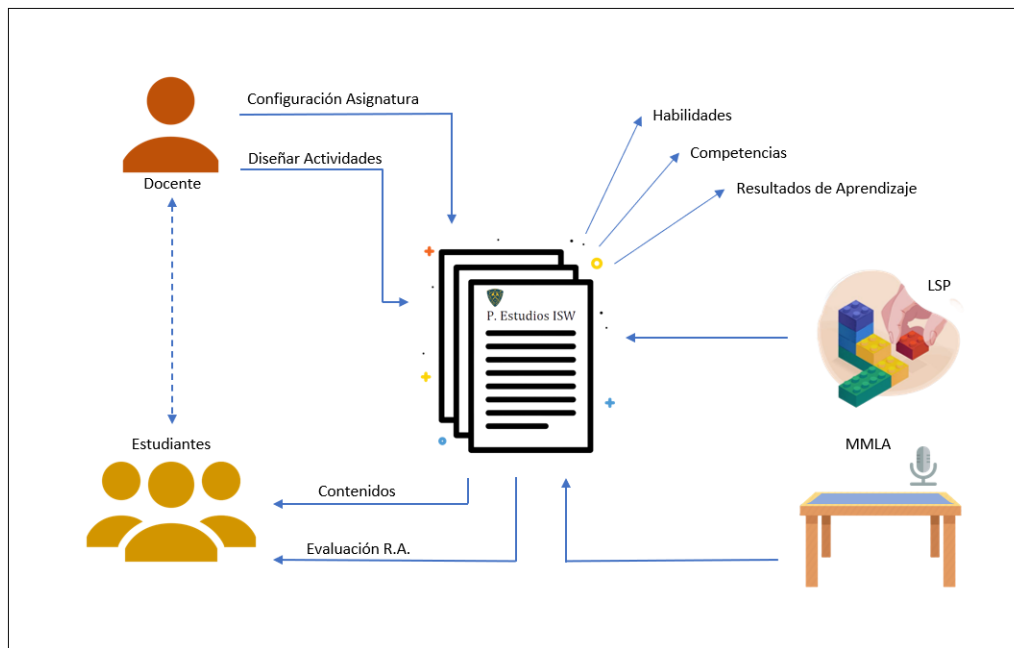 Configuración Asignatura
Diseñar Actividades
Docente
Habilidades
Competencias
Resultados de Aprendizaje
LSP
P. Estudios ISW
Estudiantes
MMLA
Contenidos
Evaluación R.A.